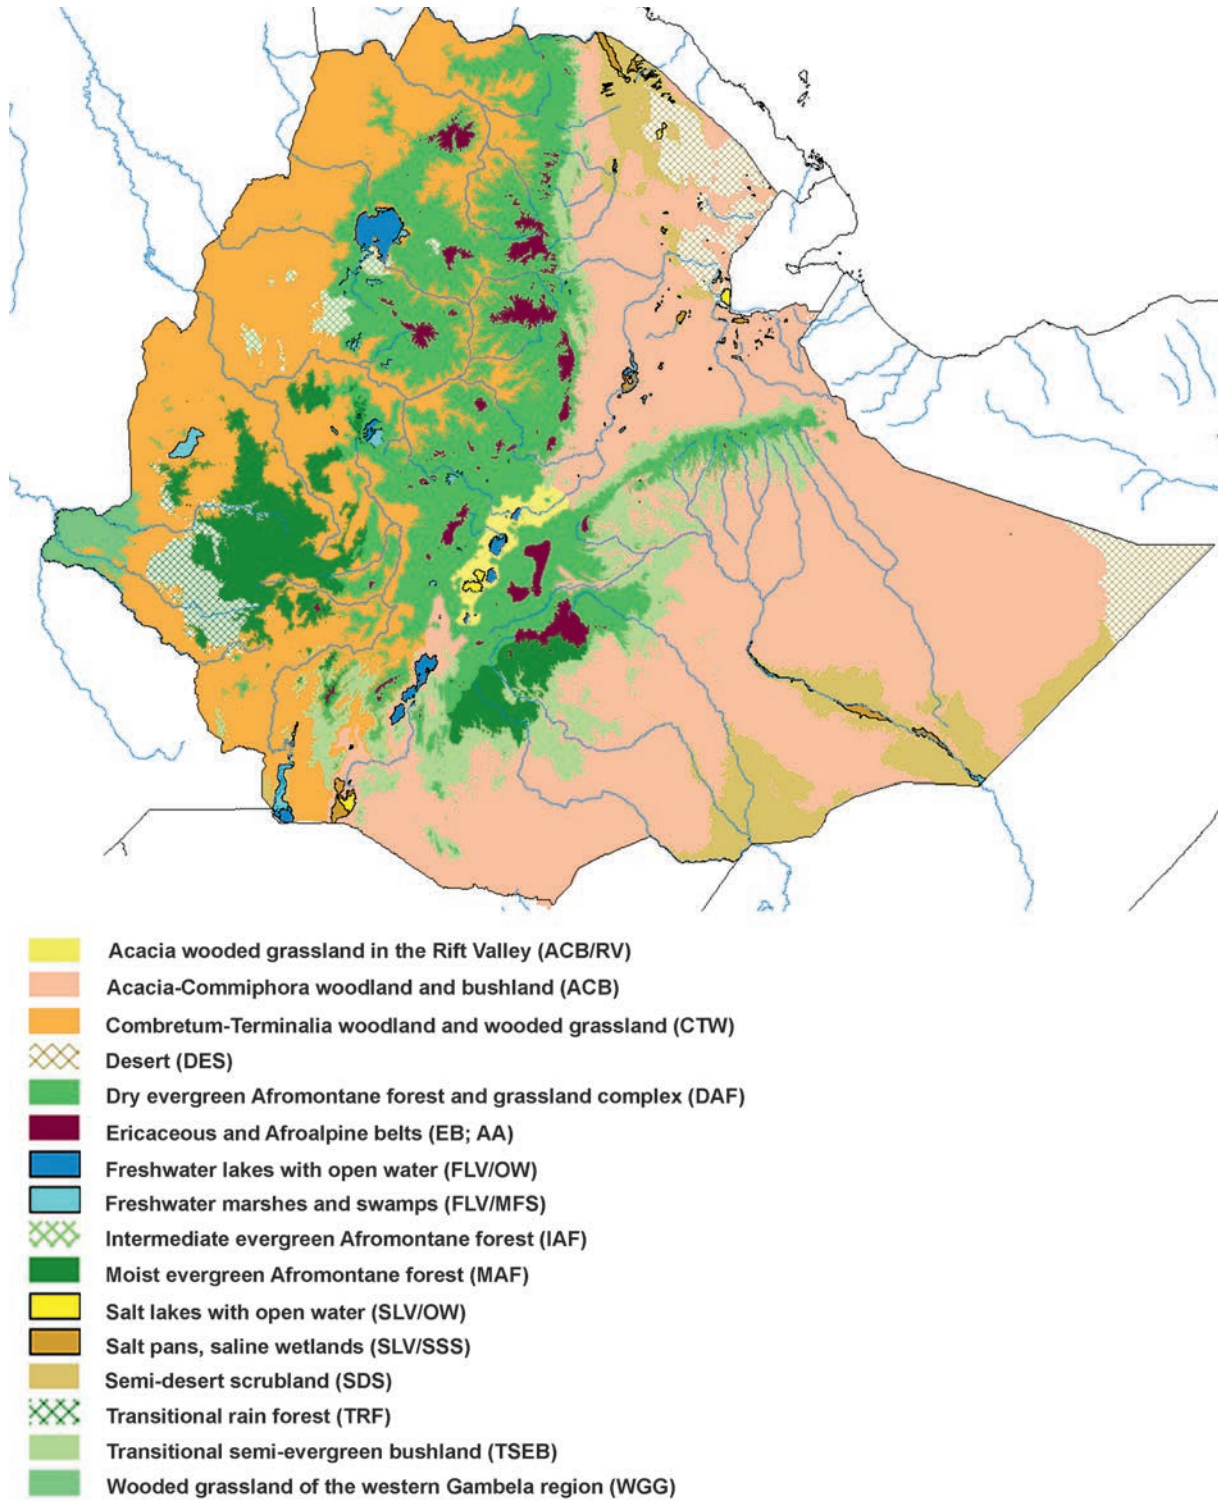 Acacia wooded grassland in the Rift Valley (ACB/RV)
Acacia-Commiphora woodland and bushland (ACB)
Combretum-Terminalia woodland and wooded grassland (CTW)
Desert (DES)
Dry evergreen Afromontane forest and grassland complex (DAF)
Ericaceous and Afroalpine belts (EB; AA)
Freshwater lakes with open water (FLV/OW)
Freshwater marshes and swamps (FLV/MFS)
Intermediate evergreen Afromontane forest (IAF)
Moist evergreen Afromontane forest (MAF)
Salt lakes with open water (SLV/OW)
Salt pans, saline wetlands (SLV/SSS)
Semi-desert scrubland (SDS)
Transitional rain forest (TRF)
Transitional semi-evergreen bushland (TSEB)
Wooded grassland of the western Gambela region (WGG)